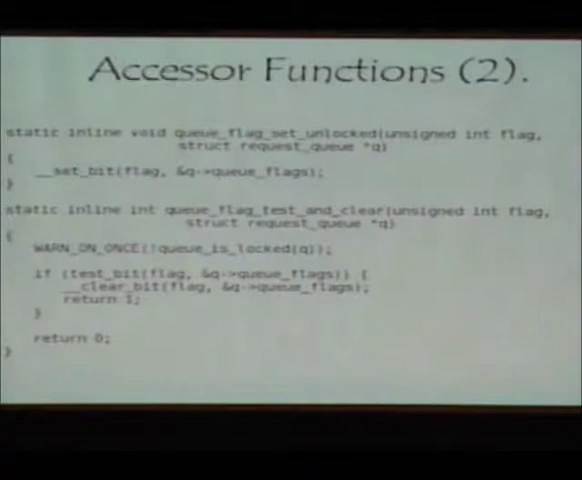 Accessor Functions (2).
static inline void queue_flag_set_unlocked(unsigned int flag,
struct request_queue *q)
{
__set_bit(flag, &q->queue_flags);
}
static inline int queue_flag_test_and_clear(unsigned int flag,
struct request_queue *q)
{
WARN_ON_ONCE(!queue_is_locked(q));
if (test_bit(flag, &q->queue_flags)) {
__clear_bit(flag, &q->queue_flags);
return 1;
}
return 0;
}